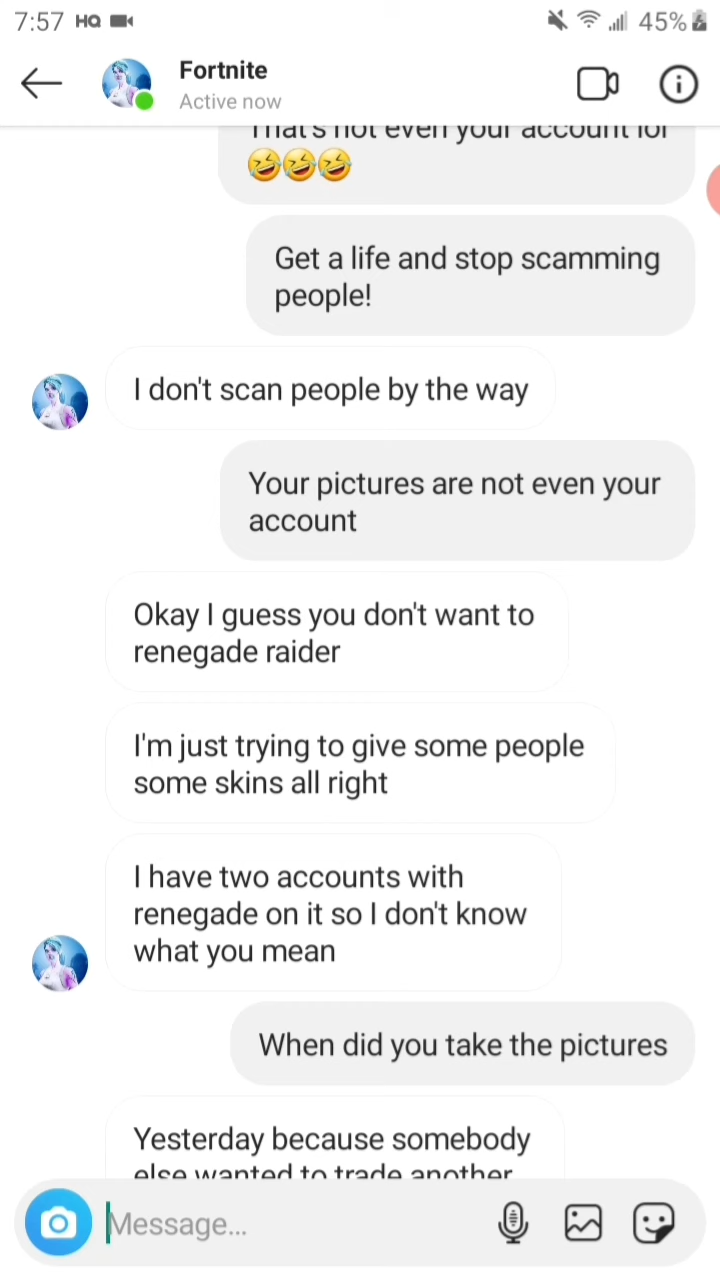 7:57 HQ 45%
Fortnite
Active now
That's not even your account lol
🤣🤣🤣
Get a life and stop scamming
people!
I don't scan people by the way
Your pictures are not even your
account
Okay I guess you don't want to
renegade raider
I'm just trying to give some people
some skins all right
I have two accounts with
renegade on it so I don't know
what you mean
When did you take the pictures
Yesterday because somebody
else wanted to trade another
Message...